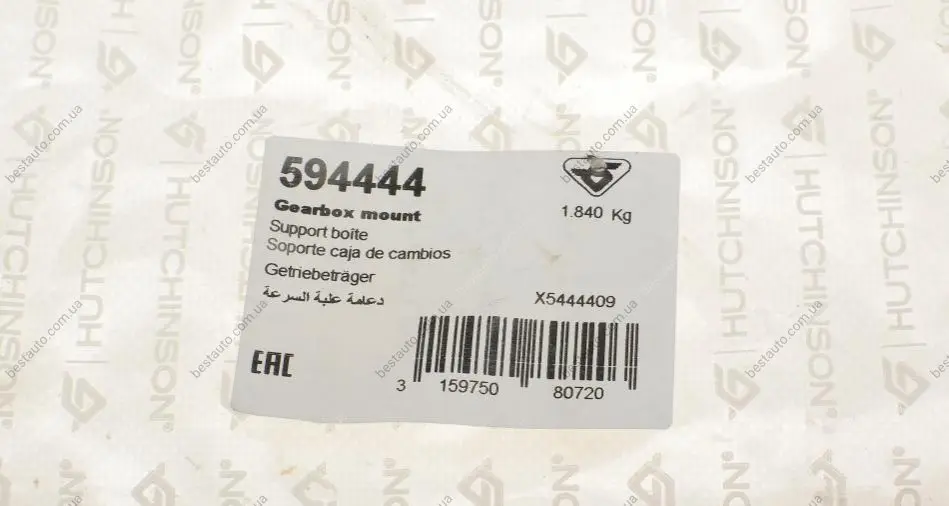 594444
Gearbox mount
Support boîte
Soporte caja de cambios
Getriebeträger
دعامة علبة السرعة
EAC
1.840 Kg
X5444409
3 159750 80720
HUTCHINSON®
bestauto.com.ua